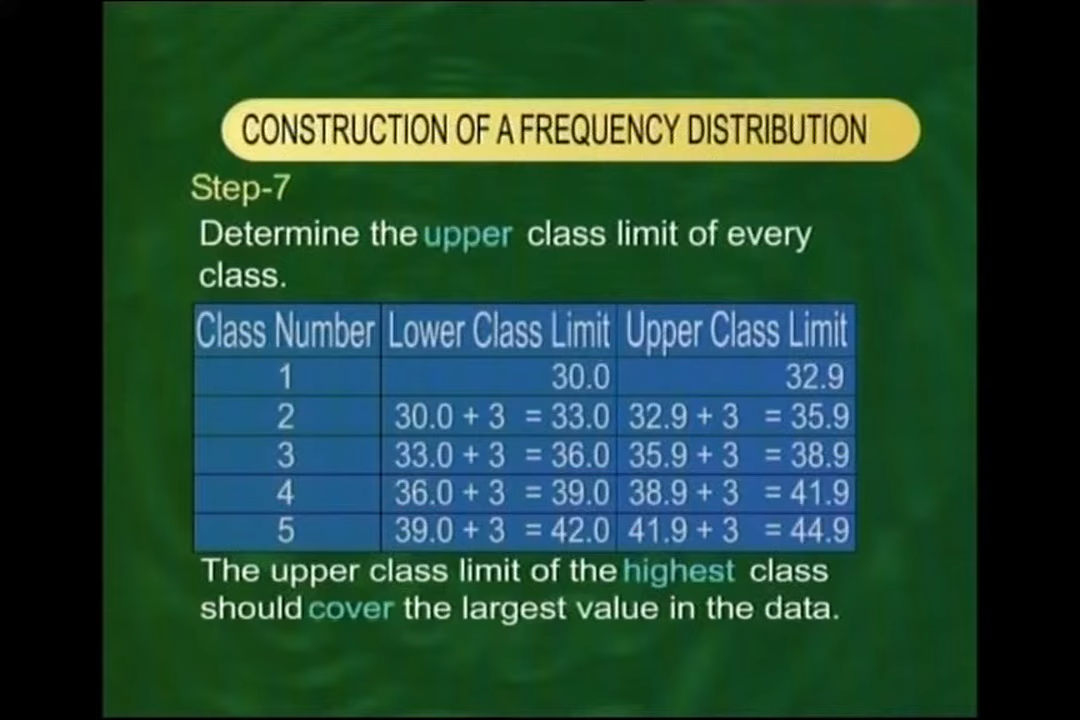 CONSTRUCTION OF A FREQUENCY DISTRIBUTION
Step-7
Determine the upper class limit of every
class.
Class Number Lower Class Limit Upper Class Limit
1 30.0 32.9
2 30.0 + 3 = 33.0 32.9 + 3 = 35.9
3 33.0 + 3 = 36.0 35.9 + 3 = 38.9
4 36.0 + 3 = 39.0 38.9 + 3 = 41.9
5 39.0 + 3 = 42.0 41.9 + 3 = 44.9
The upper class limit of the highest class
should cover the largest value in the data.